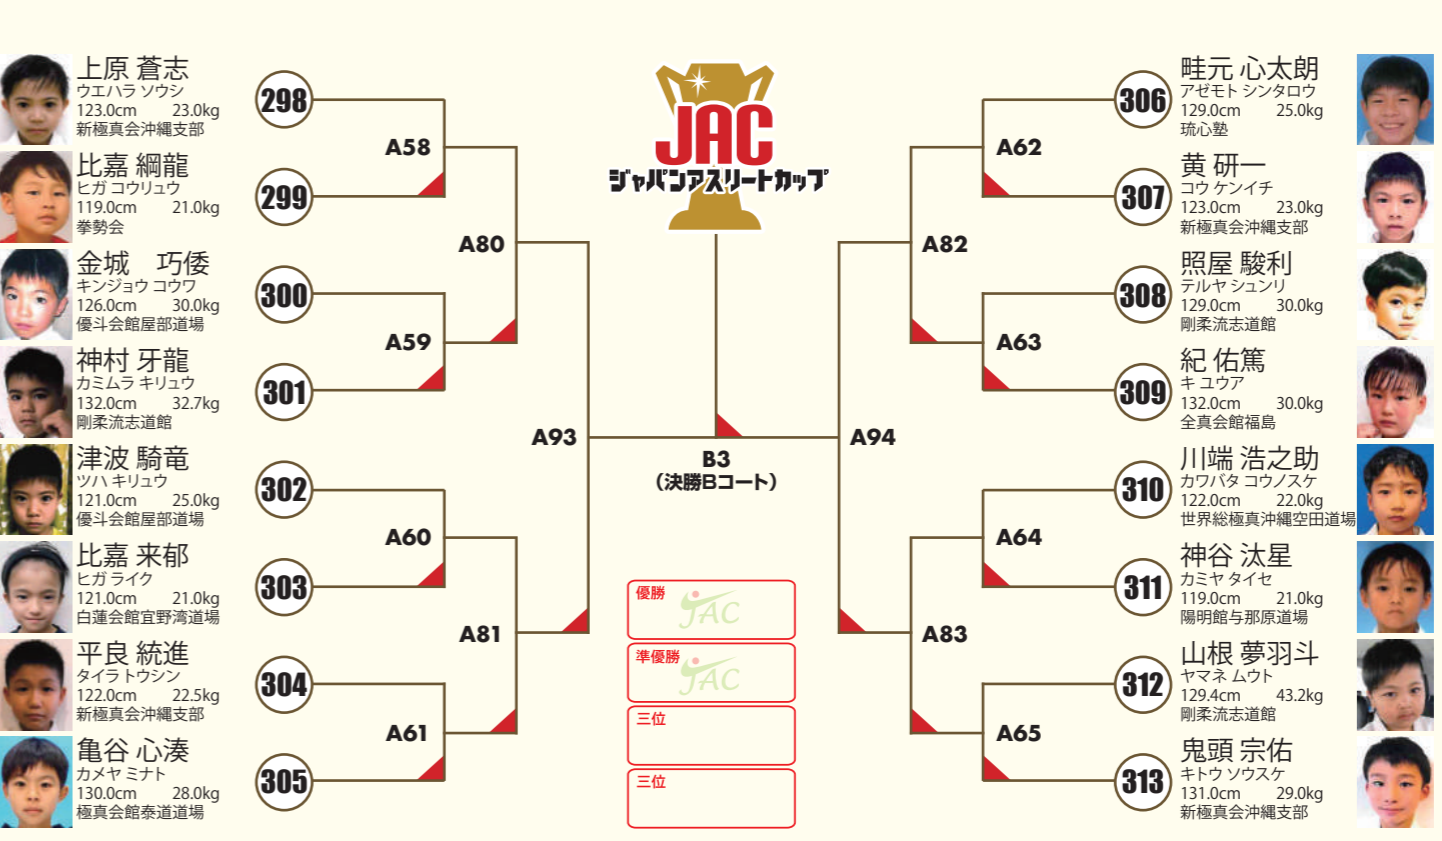 上原 蒼志
ウエハラ ソウシ
123.0cm 23.0kg
新極真会沖縄支部
298
比嘉 綱龍
ヒガ コウリュウ
119.0cm 21.0kg
拳勢会
299
A58
金城 巧倭
キンジョウ コウワ
126.0cm 30.0kg
優斗会館屋部道場
300
神村 牙龍
カミムラ キリュウ
132.0cm 32.7kg
剛柔流志道館
301
A59
A80
津波 騎竜
ツハ キリュウ
121.0cm 25.0kg
優斗会館屋部道場
302
比嘉 来郁
ヒガ ライク
121.0cm 21.0kg
白蓮会館宜野湾道場
303
A60
平良 統進
タイラ トウシン
122.0cm 22.5kg
新極真会沖縄支部
304
亀谷 心湊
カメヤ ミナト
130.0cm 28.0kg
極真会館泰道道場
305
A61
A81
A93
JAC
ジャパンアスリートカップ
B3
（決勝Bコート）
優勝
JAC
準優勝
JAC
三位
三位
A94
畦元 心太朗
アゼモト シンタロウ
129.0cm 25.0kg
琉心塾
306
黄 研一
コウ ケンイチ
123.0cm 23.0kg
新極真会沖縄支部
307
A62
照屋 駿利
テルヤ シュンリ
129.0cm 30.0kg
剛柔流志道館
308
紀 佑篤
キ ユウア
132.0cm 30.0kg
全真会館福島
309
A63
A82
川端 浩之助
カワバタ コウノスケ
122.0cm 22.0kg
世界総極真沖縄空田道場
310
神谷 汰星
カミヤ タイセ
119.0cm 21.0kg
陽明館与那原道場
311
A64
山根 夢羽斗
ヤマネ ムウト
129.4cm 43.2kg
剛柔流志道館
312
鬼頭 宗佑
キトウ ソウスケ
131.0cm 29.0kg
新極真会沖縄支部
313
A65
A83